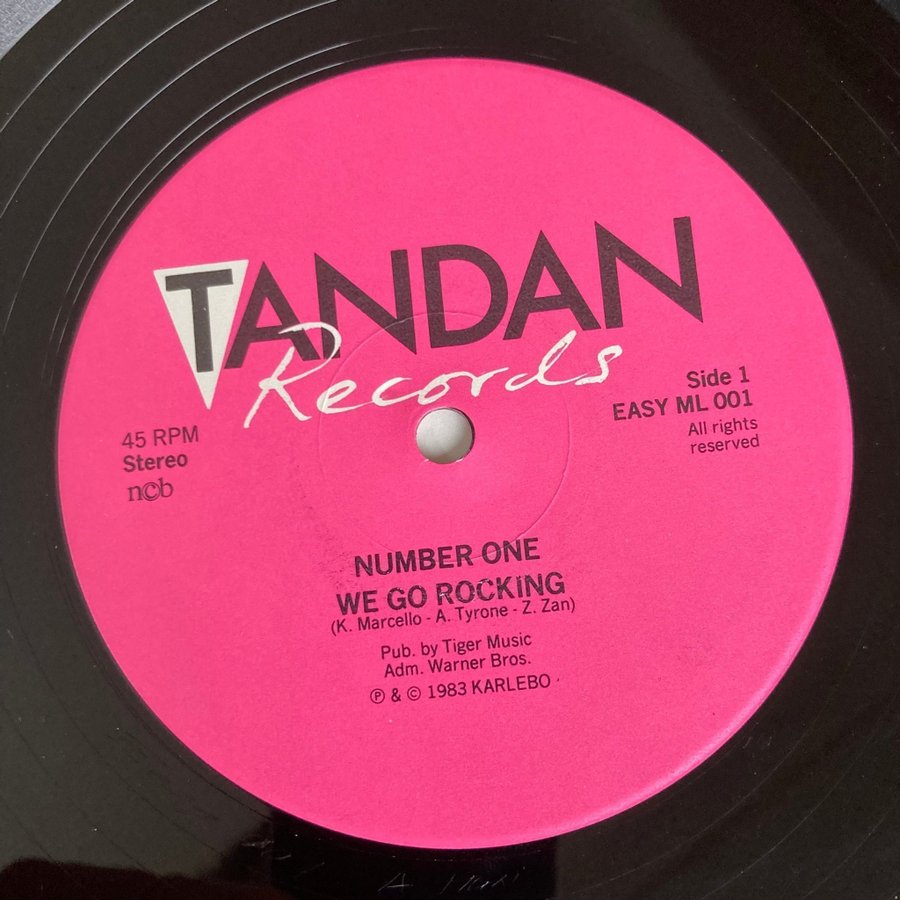 TANDAN
Records
Side 1
EASY ML 001
All rights
reserved
45 RPM
Stereo
n©b
NUMBER ONE
WE GO ROCKiNG
(K. Marcello - A. Tyrone - Z. Zan)
Pub. by Tiger Music
Adm. Warner Bros.
℗ & © 1983 KARLEBO